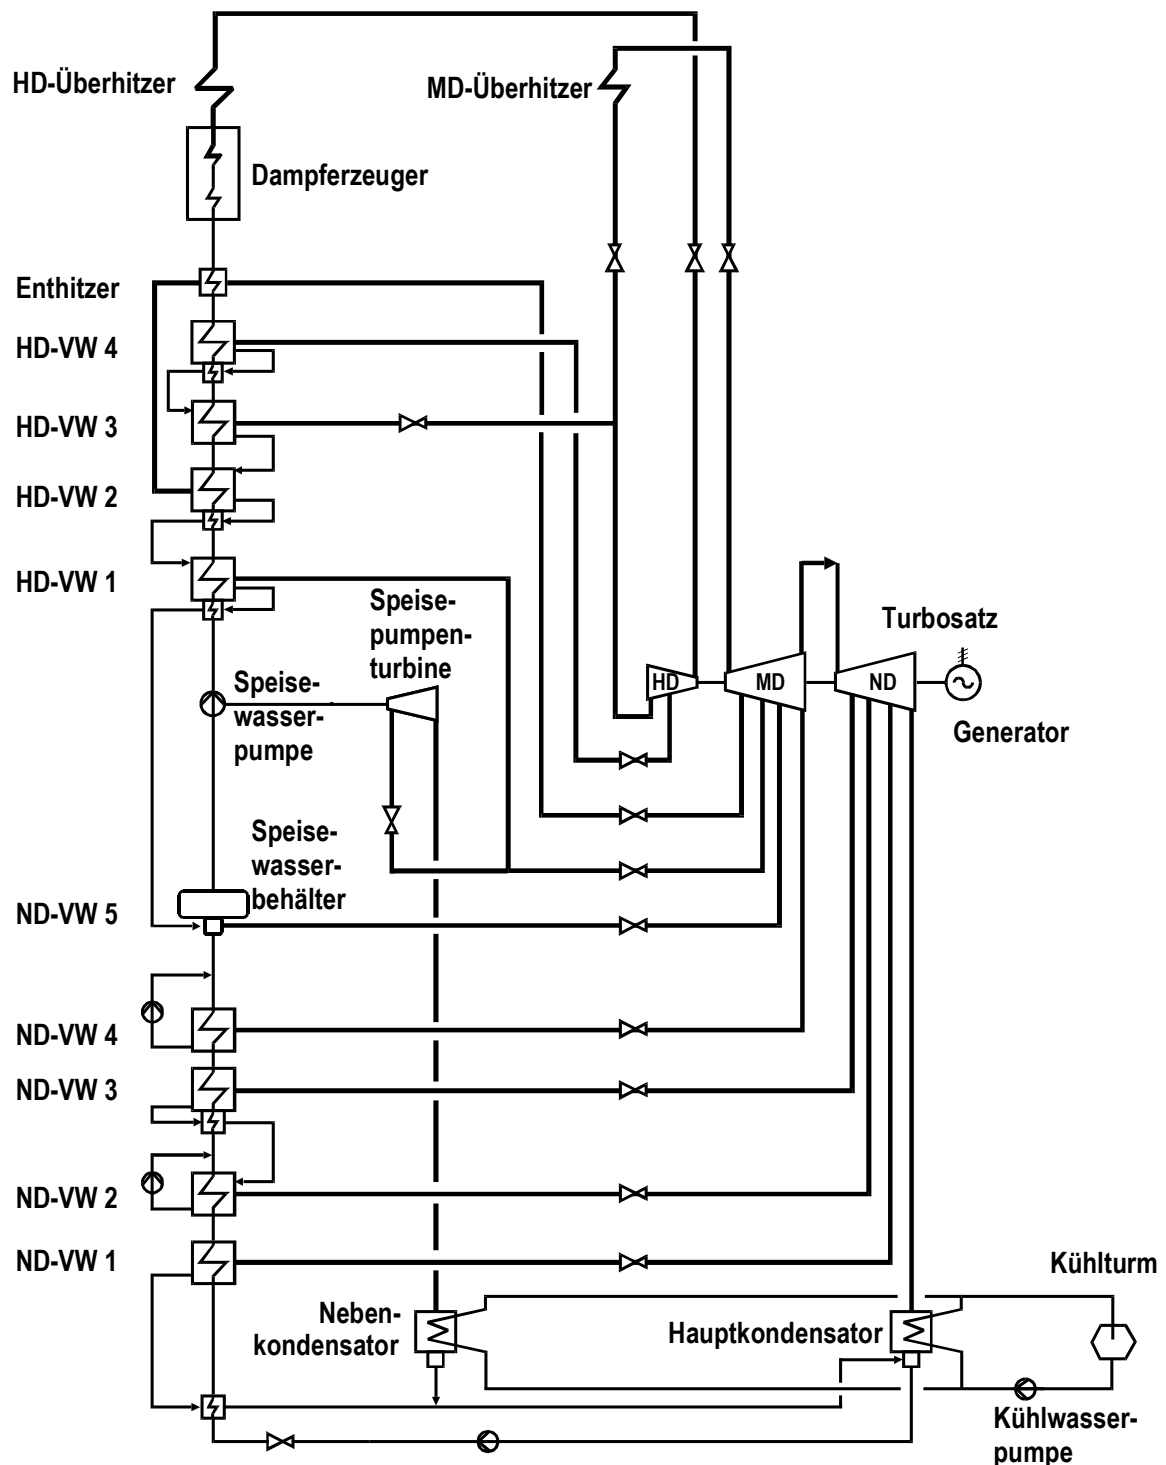 HD-Überhitzer
MD-Überhitzer
Dampferzeuger
Enthitzer
HD-VW 4
HD-VW 3
HD-VW 2
HD-VW 1
Speise-
pumpen-
turbine
Turbosatz
HD
MD
ND
Speise-
wasser-
pumpe
Generator
Speise-
wasser-
behälter
ND-VW 5
ND-VW 4
ND-VW 3
ND-VW 2
ND-VW 1
Kühlturm
Neben-
kondensator
Hauptkondensator
Kühlwasser-
pumpe